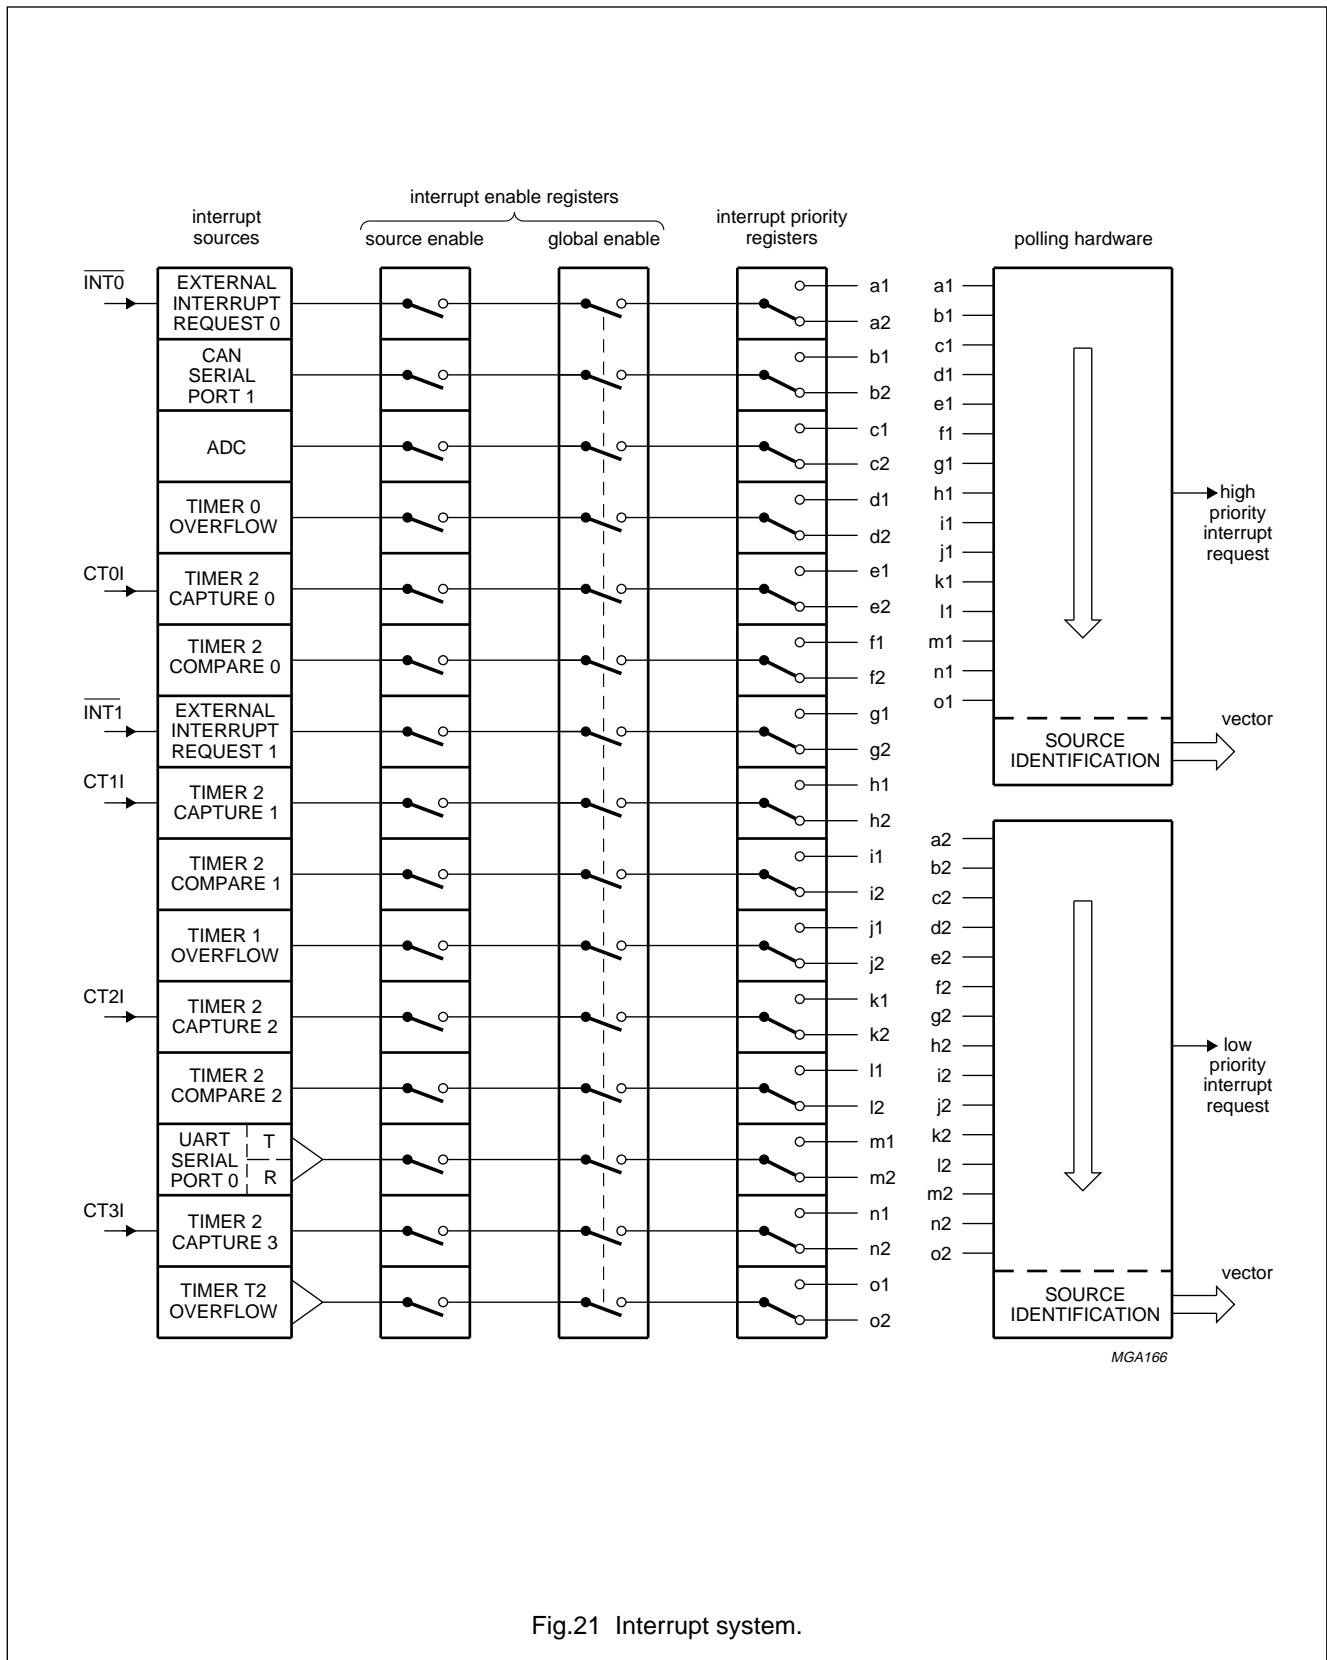 interrupt enable registers
interrupt
sources
source enable
global enable
interrupt priority
registers
polling hardware
INT0
EXTERNAL
INTERRUPT
REQUEST 0
CAN
SERIAL
PORT 1
ADC
TIMER 0
OVERFLOW
CT0I
TIMER 2
CAPTURE 0
TIMER 2
COMPARE 0
INT1
EXTERNAL
INTERRUPT
REQUEST 1
CT1I
TIMER 2
CAPTURE 1
TIMER 2
COMPARE 1
TIMER 1
OVERFLOW
CT2I
TIMER 2
CAPTURE 2
TIMER 2
COMPARE 2
UART
SERIAL
PORT 0
T
R
CT3I
TIMER 2
CAPTURE 3
TIMER T2
OVERFLOW
a1
a2
b1
b2
c1
c2
d1
d2
e1
e2
f1
f2
g1
g2
h1
h2
i1
i2
j1
j2
k1
k2
l1
l2
m1
m2
n1
n2
o1
o2
a1
b1
c1
d1
e1
f1
g1
h1
i1
j1
k1
l1
m1
n1
o1
high
priority
interrupt
request
SOURCE
IDENTIFICATION
vector
a2
b2
c2
d2
e2
f2
g2
h2
i2
j2
k2
l2
m2
n2
o2
low
priority
interrupt
request
SOURCE
IDENTIFICATION
vector
MGA166
Fig.21 Interrupt system.